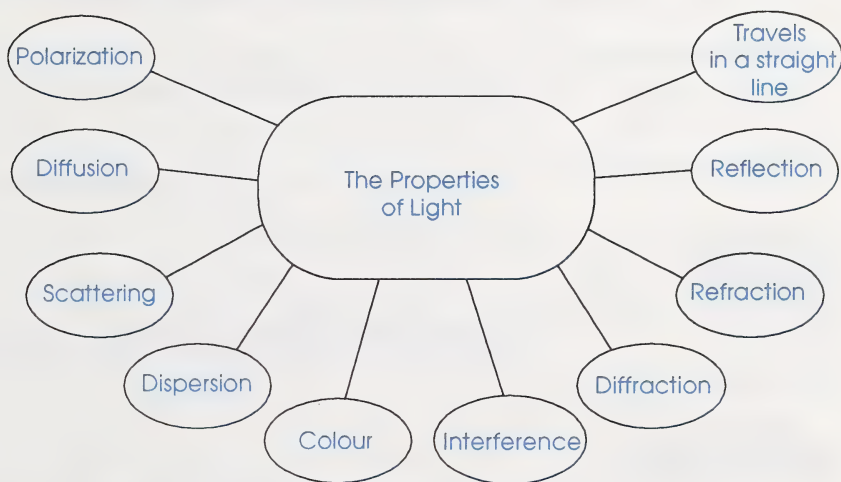 Polarization
Travels
in a straight
line
Diffusion
The Properties
of Light
Reflection
Scattering
Refraction
Dispersion
Diffraction
Colour
Interference